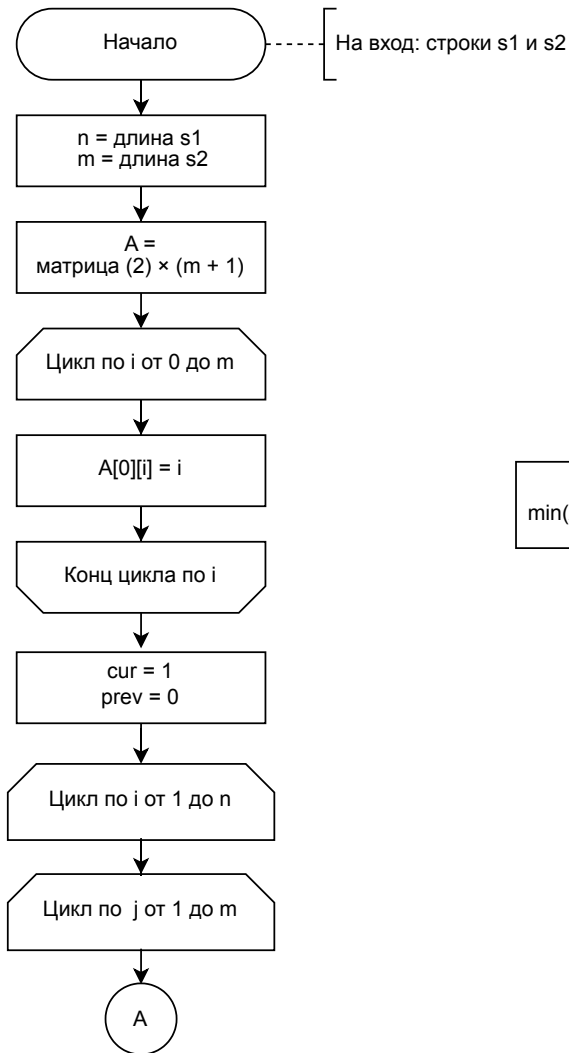 Начало
На вход: строки s1 и s2
n = длина s1
m = длина s2
A =
матрица (2) × (m + 1)
Цикл по i от 0 до m
A[0][i] = i
min(
Конц цикла по i
cur = 1
prev = 0
Цикл по i от 1 до n
Цикл по j от 1 до m
A